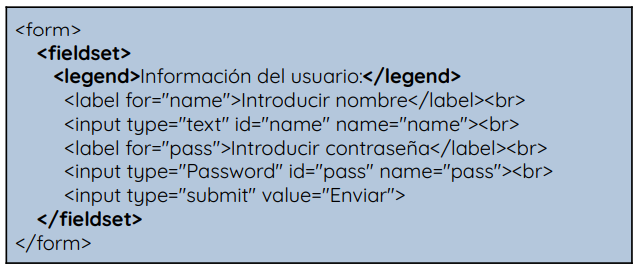 <form>
<fieldset>
<legend>Información del usuario:</legend>
<label for="name">Introducir nombre</label><br>
<input type="text" id="name" name="name"><br>
<label for="pass">Introducir contraseña</label><br>
<input type="Password" id="pass" name="pass"><br>
<input type="submit" value="Enviar">
</fieldset>
</form>